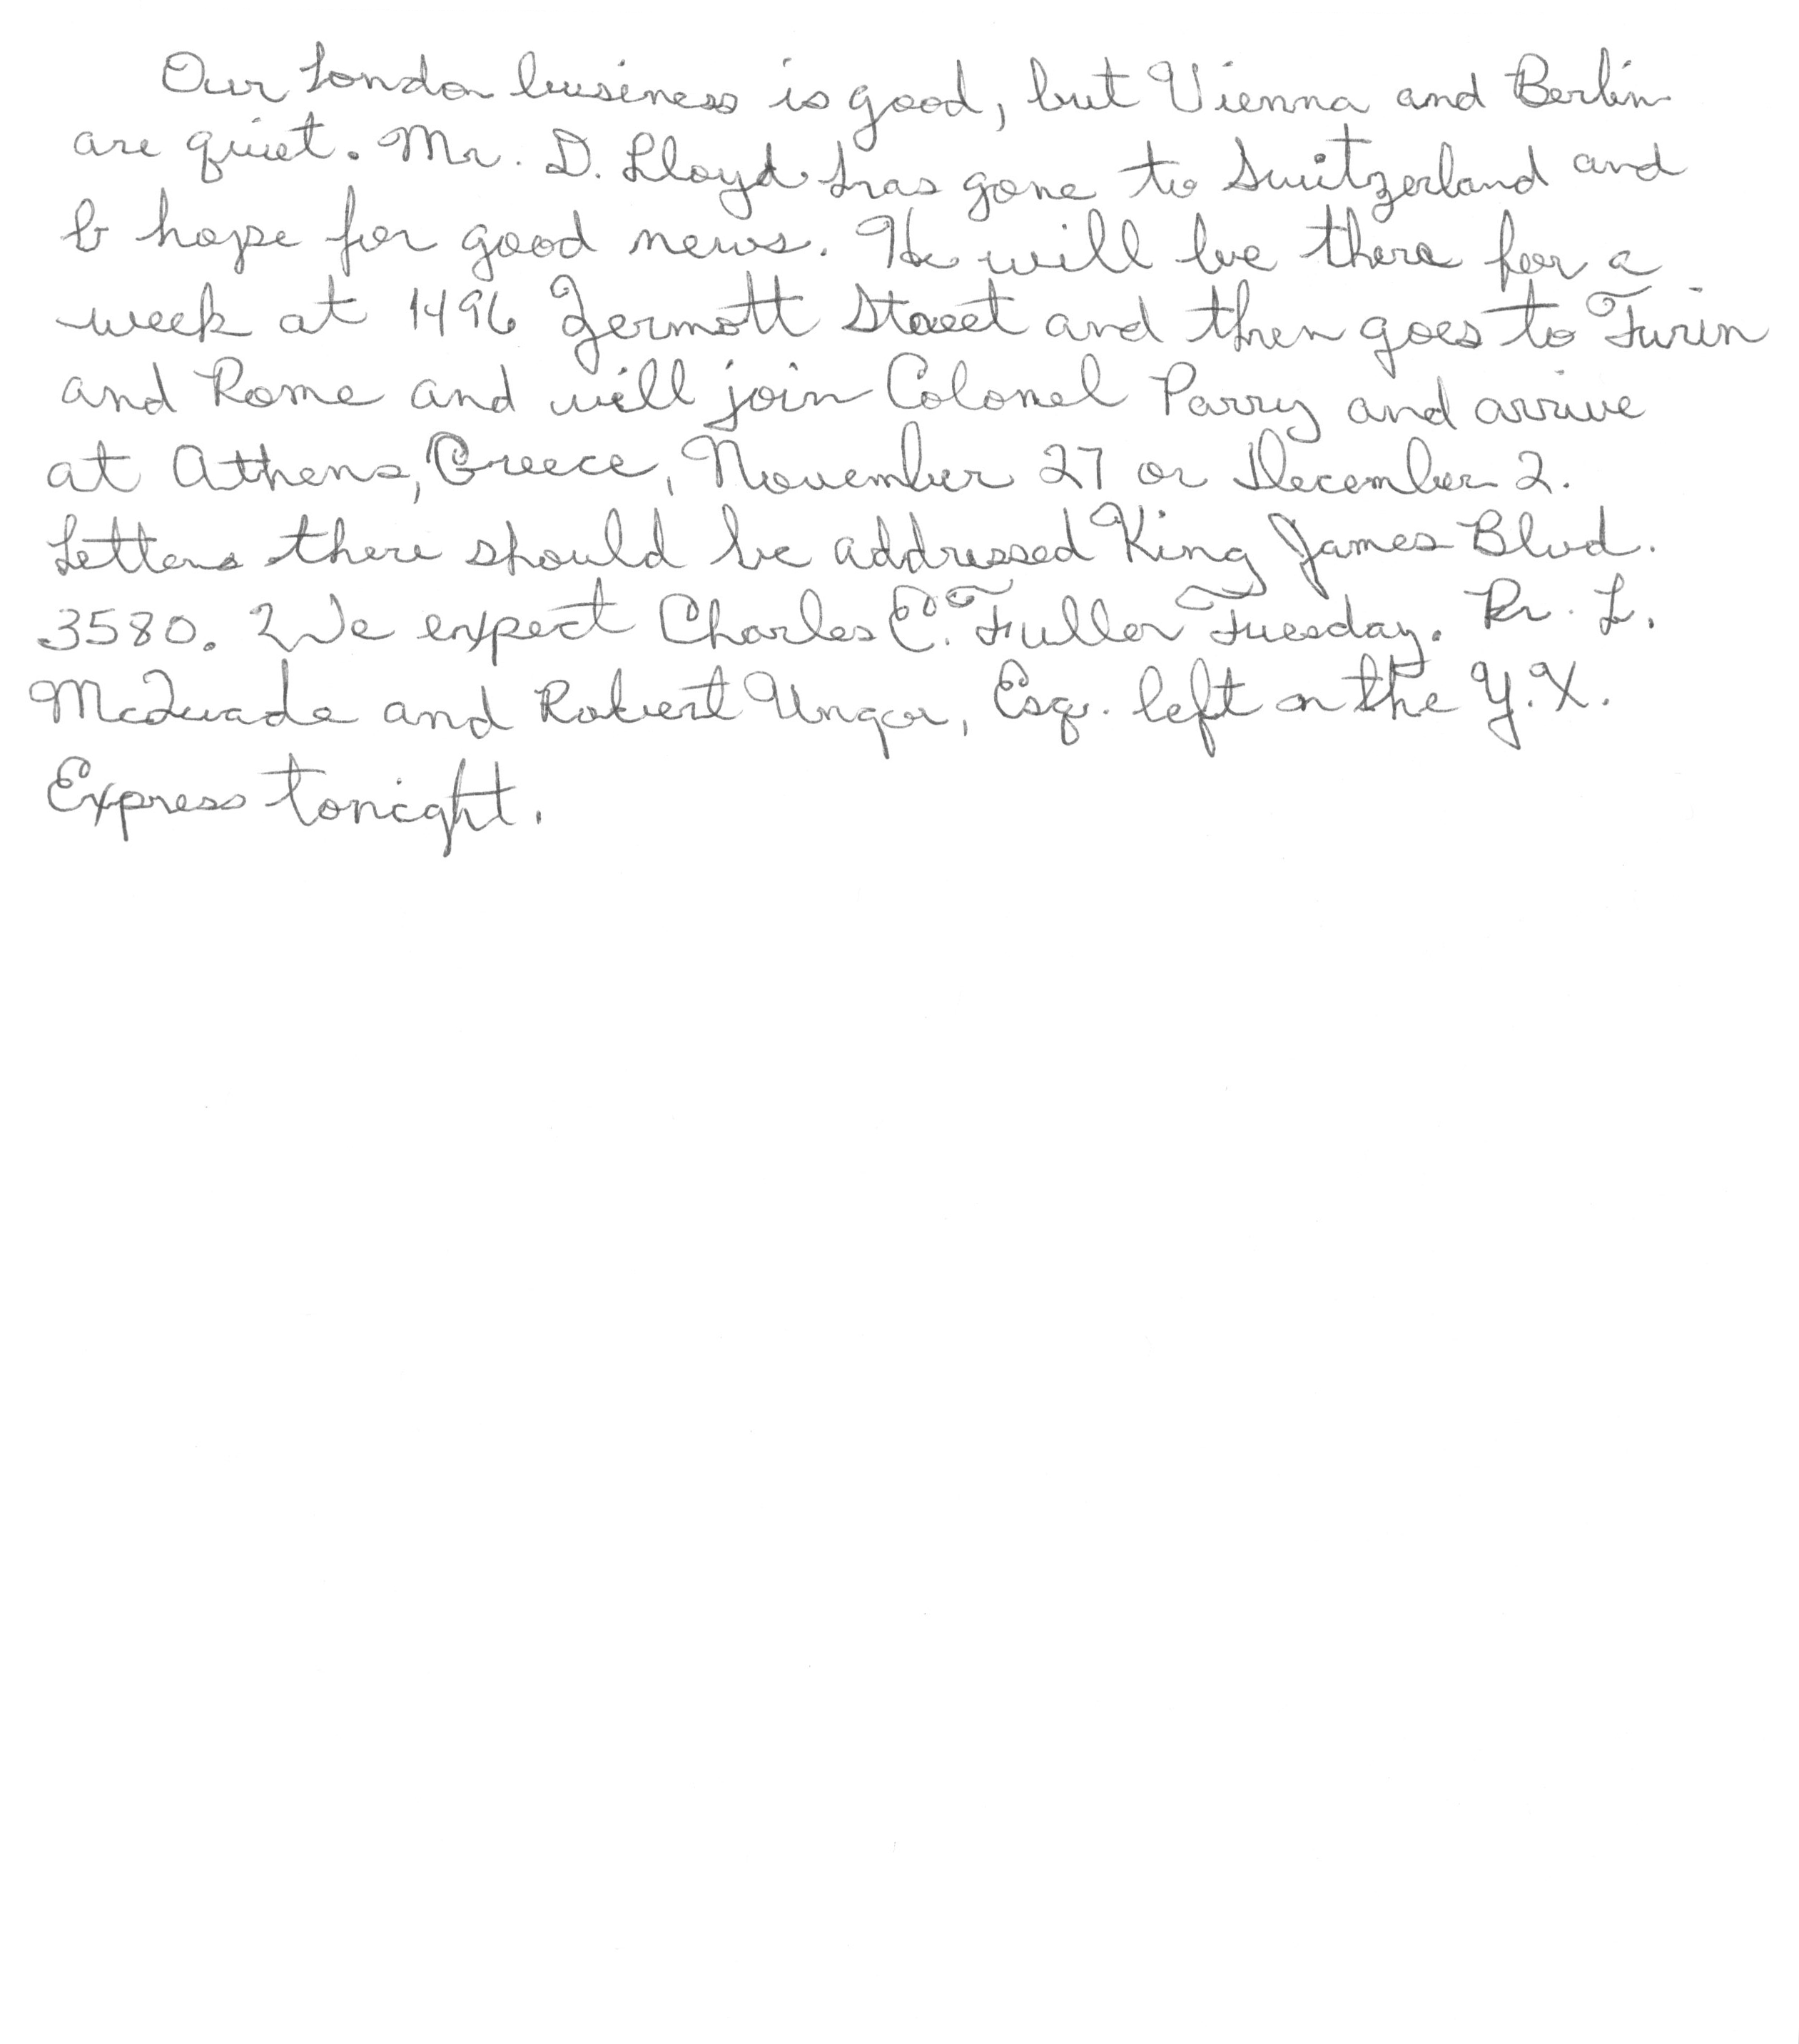 Our London business is good, but Vienna and Berlin
are quiet. Mr. D. Lloyd has gone to Switzerland and
I hope for good news. He will be there for a
week at 1496 Zermott Street and then goes to Turin
and Rome and will join Colonel Parry and arrive
at Athens, Greece, November 27 or December 2.
Letters there should be addressed King James Blvd.
3580. We expect Charles E. Fuller Tuesday. Dr. L.
McQuade and Robert Unger, Esq. left on the Y.X.
Express tonight.